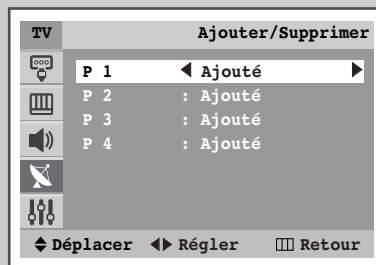 TV Ajouter/Supprimer
P 1 ◀ Ajouté ▶
P 2 : Ajouté
P 3 : Ajouté
P 4 : Ajouté
Déplacer Régler Retour